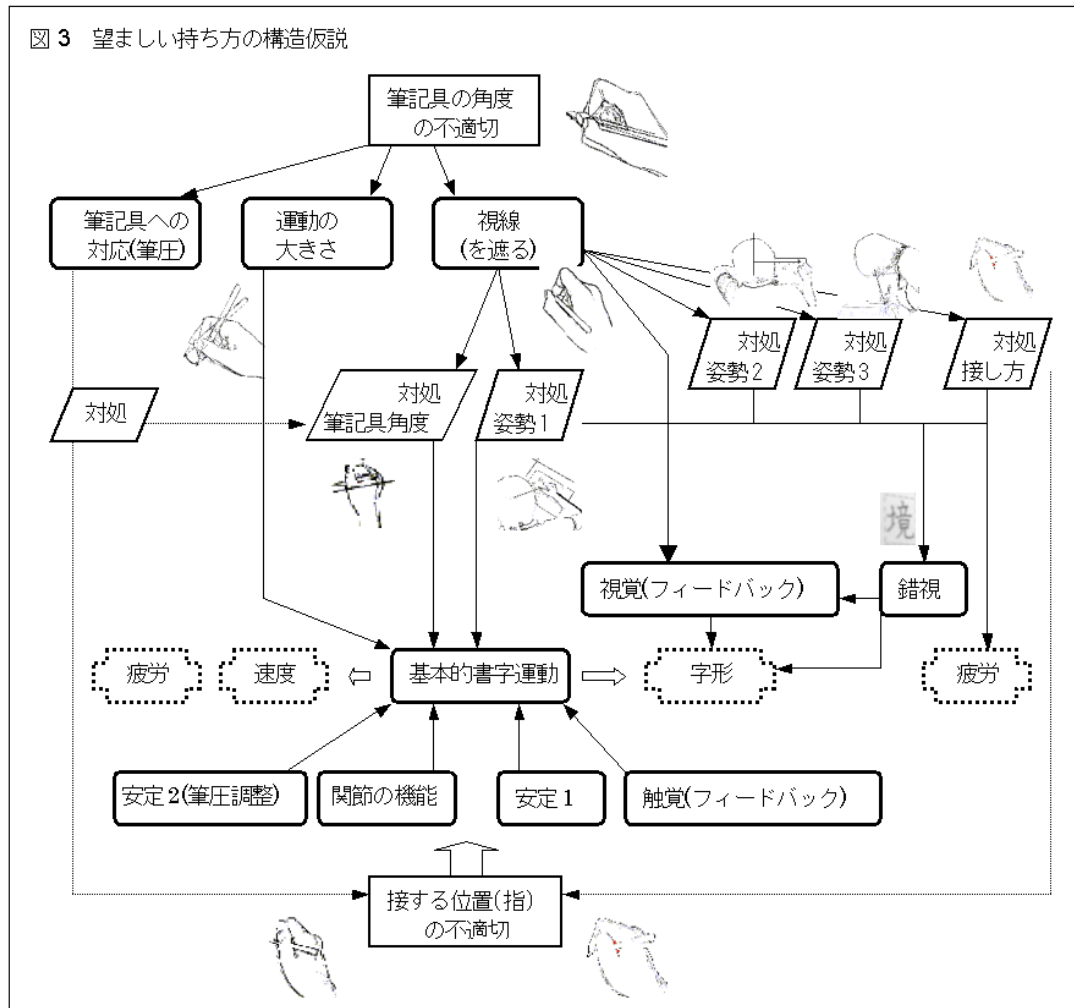 図3 望ましい持ち方の構造仮説
筆記具の角度
の不適切
筆記具への
対応(筆圧)
運動の
大きさ
視線
(を遮る)
対処
姿勢2
対処
姿勢3
対処
接し方
対処
対処
筆記具角度
対処
姿勢1
境
視覚(フィードバック)
錯視
疲労
速度
基本的書字運動
字形
疲労
安定2(筆圧調整)
関節の機能
安定1
触覚(フィードバック)
接する位置(指)
の不適切